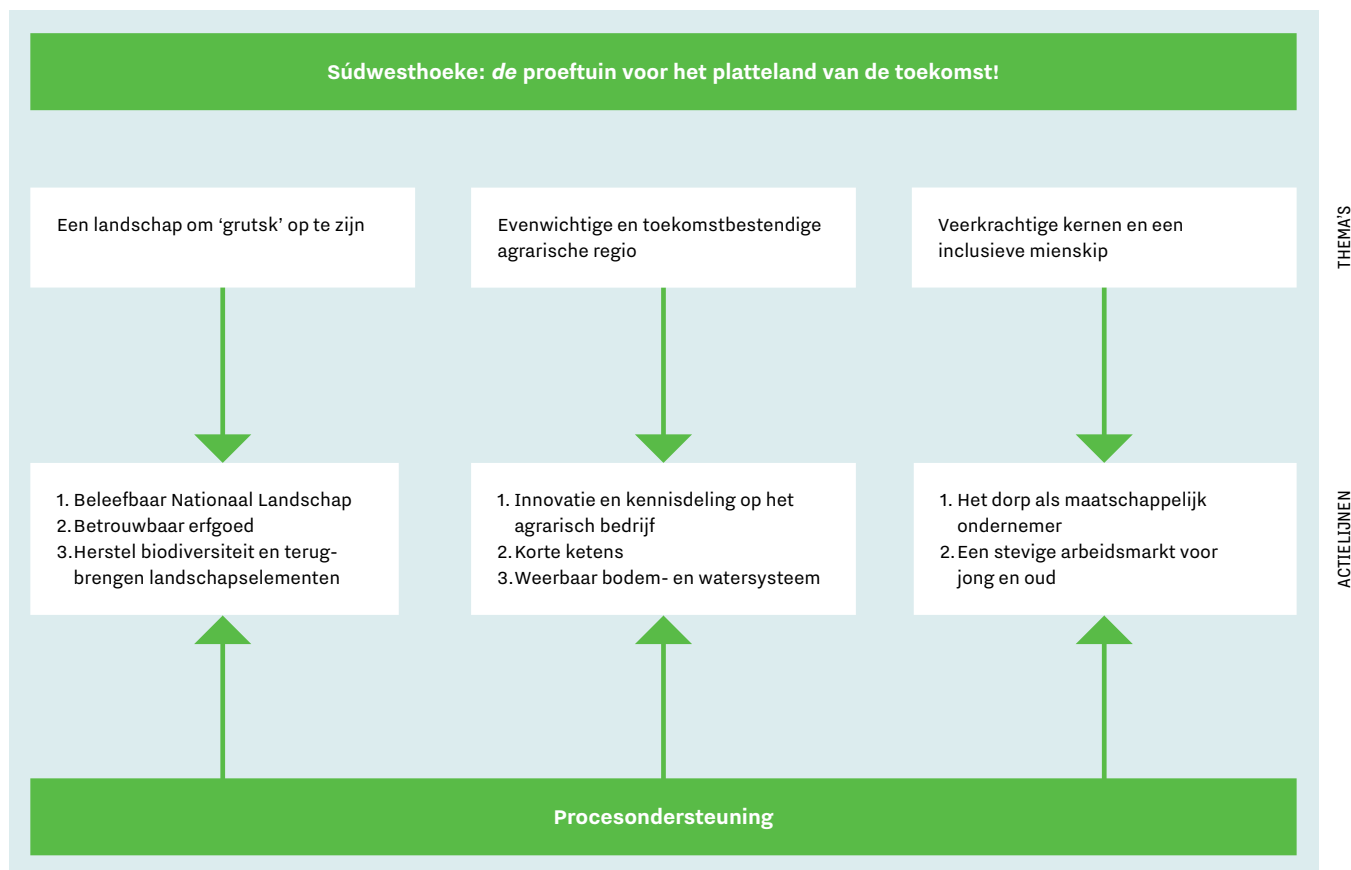 Súdwesthoeke: de proeftuin voor het platteland van de toekomst!
Een landschap om ‘grutsk’ op te zijn
Evenwichtige en toekomstbestendige
agrarische regio
Veerkrachtige kernen en een
inclusieve mienskip
THEMA’S
1. Beleefbaar Nationaal Landschap
2. Betrouwbaar erfgoed
3. Herstel biodiversiteit en terug-
brengen landschapselementen
1. Innovatie en kennisdeling op het
agrarisch bedrijf
2. Korte ketens
3. Weerbaar bodem- en watersysteem
1. Het dorp als maatschappelijk
ondernemer
2. Een stevige arbeidsmarkt voor
jong en oud
ACTIELIJNEN
Procesondersteuning